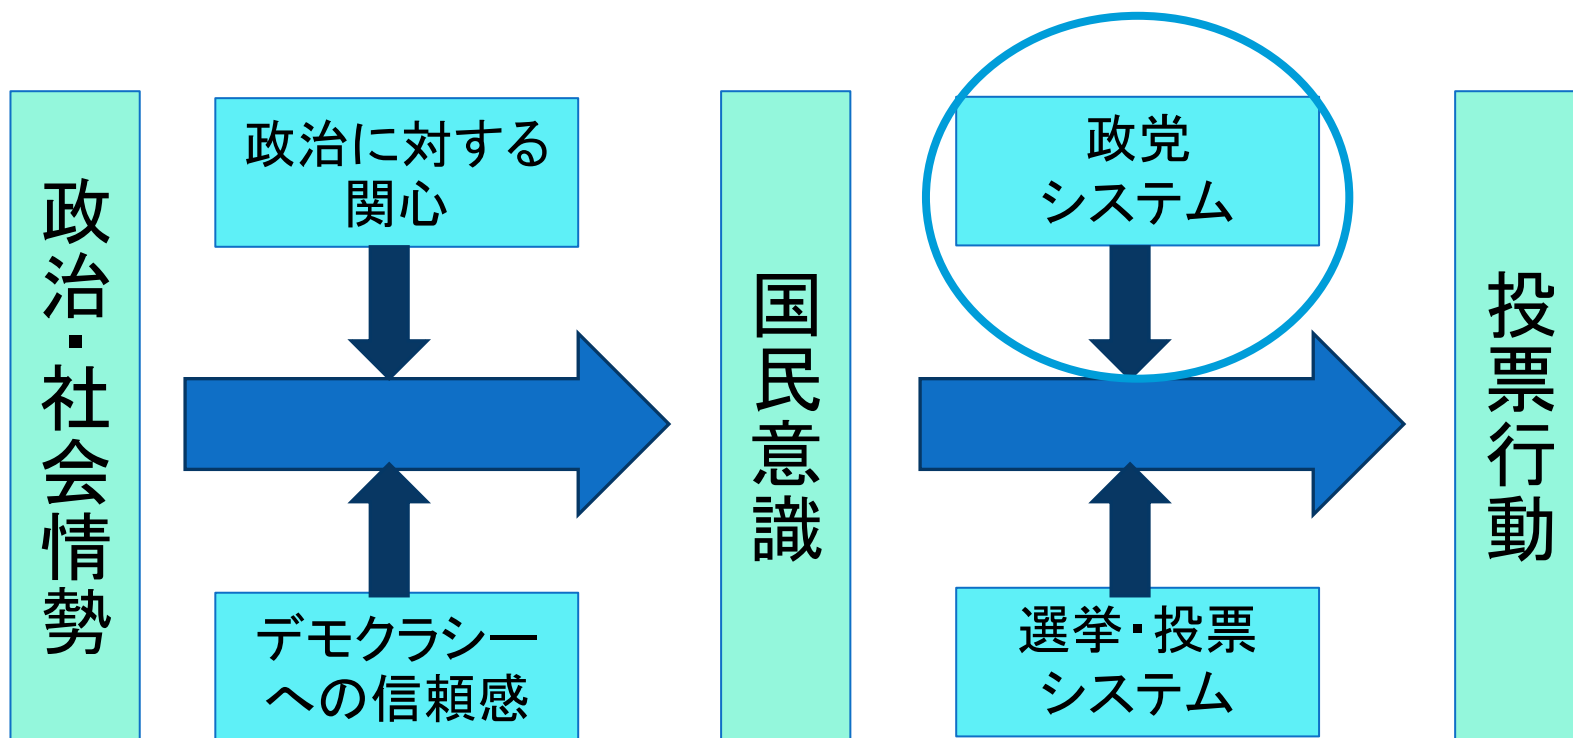 政治・社会情勢
政治に対する
関心
デモクラシー
への信頼感
国民意識
政党
システム
選挙・投票
システム
投票行動